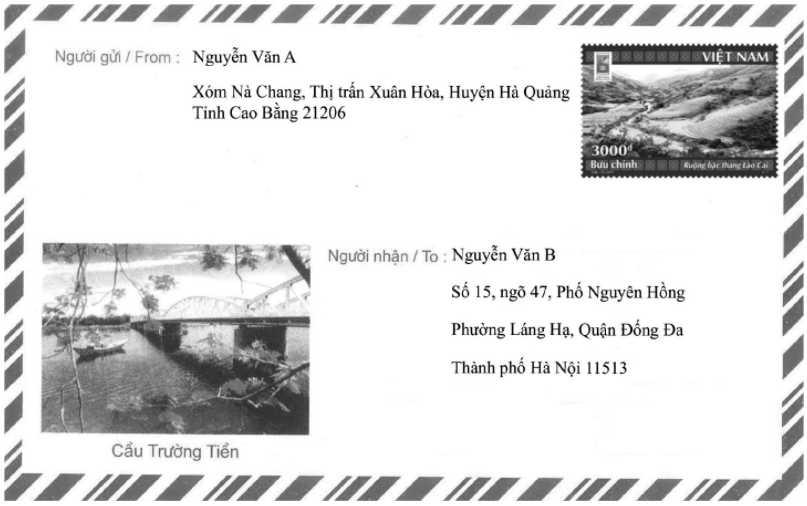 Người gửi / From : Nguyễn Văn A
Xóm Nà Chang, Thị trấn Xuân Hòa, Huyện Hà Quảng
Tỉnh Cao Bằng 21206
VIỆT NAM
3000đ
Bưu chính
Ruộng bậc thang Lào Cai
Người nhận / To : Nguyễn Văn B
Số 15, ngõ 47, Phố Nguyên Hồng
Phường Láng Hạ, Quận Đống Đa
Thành phố Hà Nội 11513
Cầu Trường Tiền